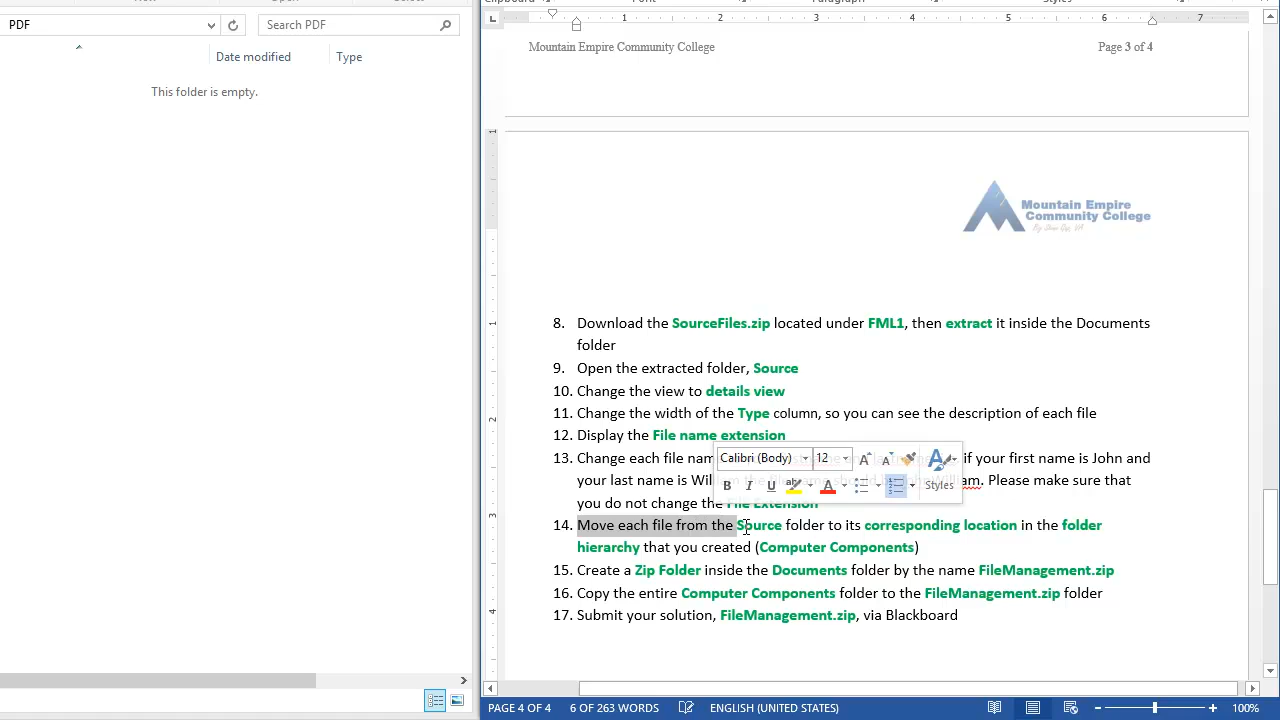 PDF
Search PDF
Date modified
Type
This folder is empty.
1 2 3 4 5 6 7
Mountain Empire Community College
Page 3 of 4
Mountain Empire
Community College
8. Download the SourceFiles.zip located under FML1, then extract it inside the Documents
folder
9. Open the extracted folder, Source
10. Change the view to details view
11. Change the width of the Type column, so you can see the description of each file
12. Display the File name extension
Calibri (Body) 12
13. Change each file nam if your first name is John and
B I U Styles
your last name is Will am. Please make sure that
you do not change the File Extension
14. Move each file from the Source folder to its corresponding location in the folder
hierarchy that you created (Computer Components)
15. Create a Zip Folder inside the Documents folder by the name FileManagement.zip
16. Copy the entire Computer Components folder to the FileManagement.zip folder
17. Submit your solution, FileManagement.zip, via Blackboard
PAGE 4 OF 4 6 OF 263 WORDS ENGLISH (UNITED STATES) 100%